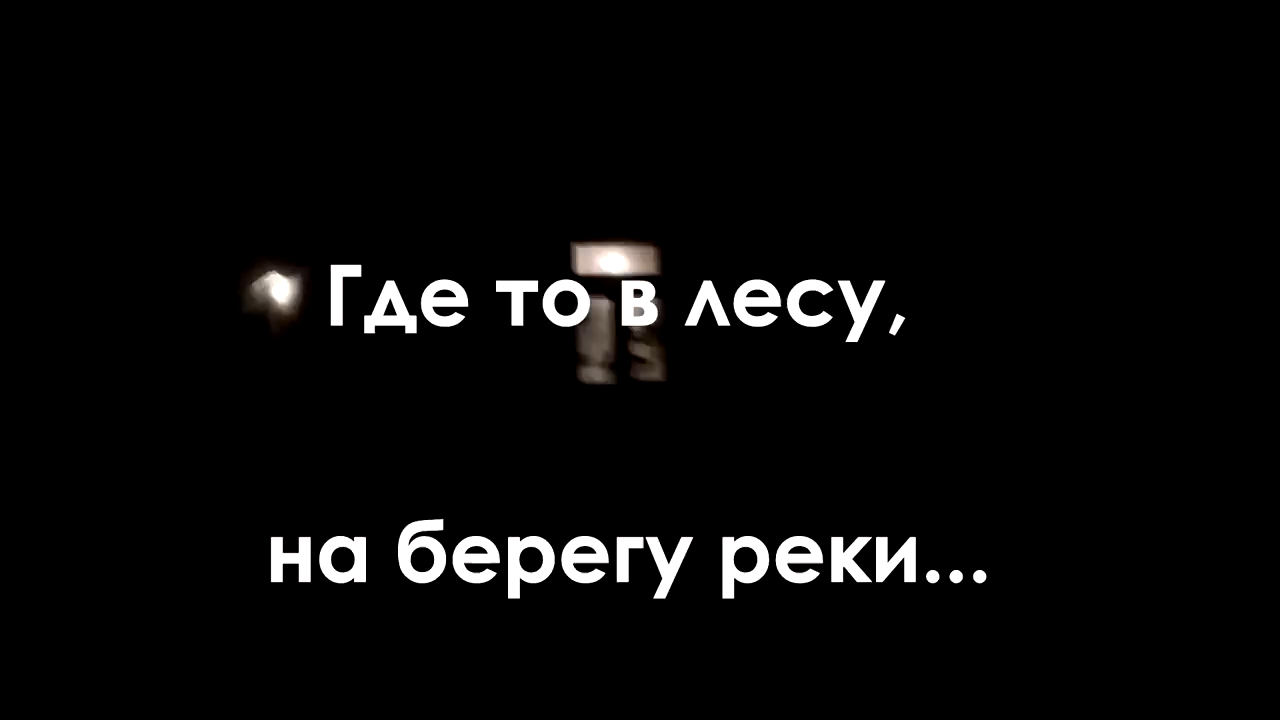 Где то в лесу,
на берегу реки...